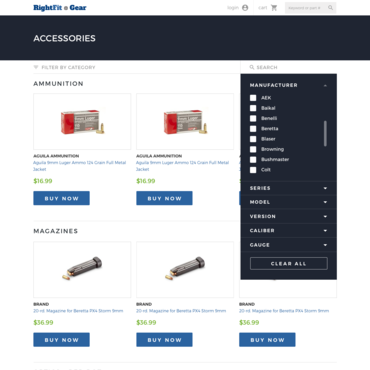 RightFit Gear
login
cart
ACCESSORIES
FILTER BY CATEGORY
SEARCH
AMMUNITION
MANUFACTURER
AEK
Baikal
Benelli
Beretta
Blaser
Browning
Bushmaster
Colt
SERIES
MODEL
VERSION
CALIBER
GAUGE
CLEAR ALL
AGUILA AMMUNITION
Aguila 9mm Luger Ammo 124 Grain Full Metal
Jacket
$16.99
BUY NOW
AGUILA AMMUNITION
Aguila 9mm Luger Ammo 124 Grain Full Metal
Jacket
$16.99
BUY NOW
MAGAZINES
BRAND
20-rd. Magazine for Beretta PX4 Storm 9mm
$36.99
BUY NOW
BRAND
20-rd. Magazine for Beretta PX4 Storm 9mm
$36.99
BUY NOW
BRAND
20-rd. Magazine for Beretta PX4 Storm 9mm
$36.99
BUY NOW